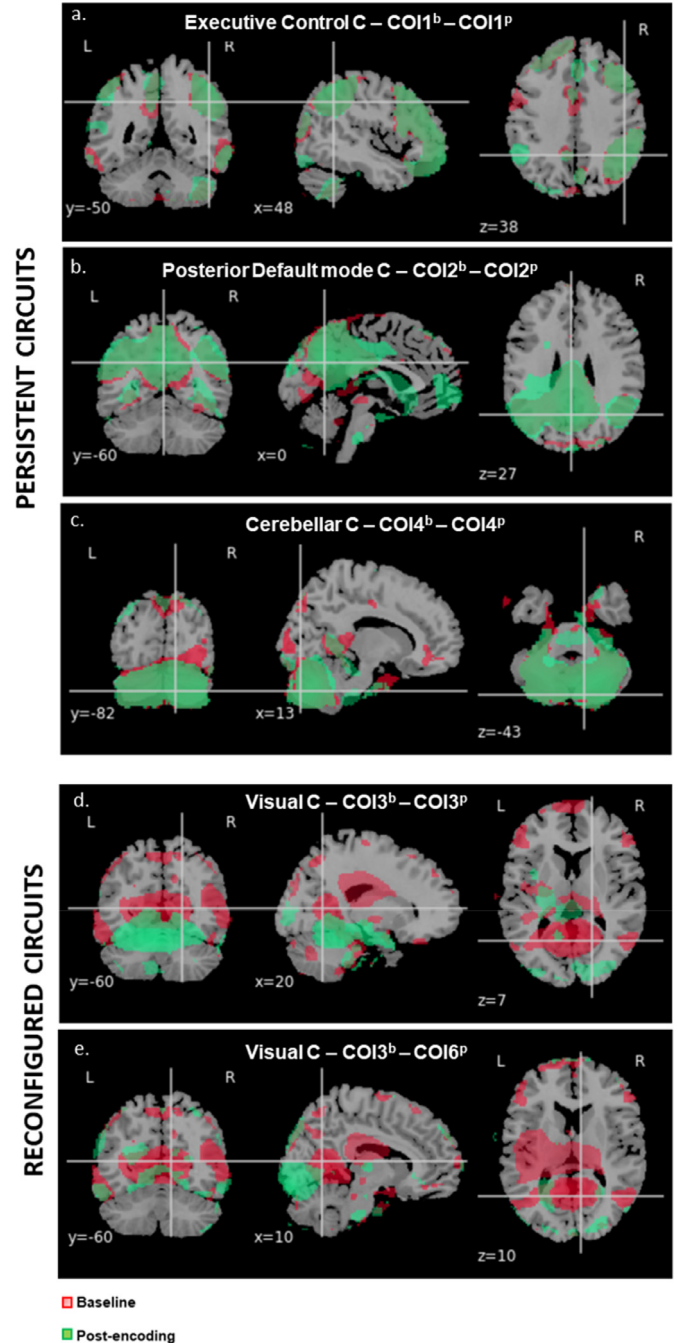 PERSISTENT CIRCUITS
a.
Executive Control C – COI1ᵇ – COI1ᵖ
L
R
R
y=-50
x=48
z=38
b.
Posterior Default mode C – COI2ᵇ – COI2ᵖ
L
R
R
y=-60
x=0
z=27
c.
Cerebellar C – COI4ᵇ – COI4ᵖ
L
R
R
y=-82
x=13
z=-43
RECONFIGURED CIRCUITS
d.
Visual C – COI3ᵇ – COI3ᵖ
L
R
L
R
y=-60
x=20
z=7
e.
Visual C – COI3ᵇ – COI6ᵖ
L
R
L
R
y=-60
x=10
z=10
Baseline
Post-encoding